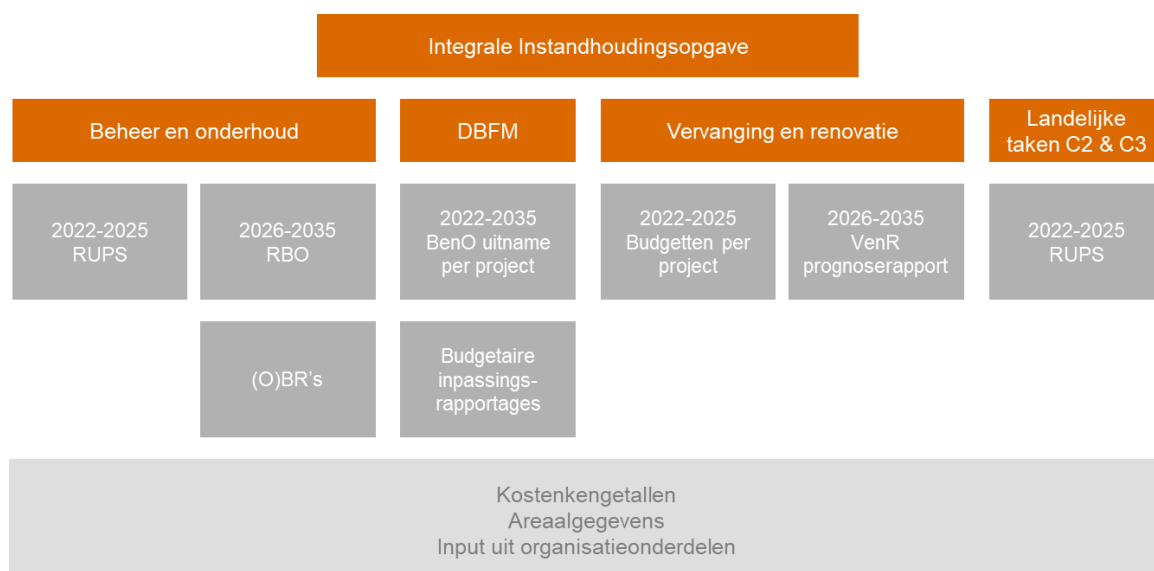 Integrale Instandhoudingsopgave
Beheer en onderhoud
DBFM
Vervanging en renovatie
Landelijke
taken C2 & C3
2022-2025
RUPS
2026-2035
RBO
2022-2035
BenO uitname
per project
2022-2025
Budgetten per
project
2026-2035
VenR
prognoserapport
2022-2025
RUPS
(O)BR's
Budgetaire
inpassings-
rapportages
Kostenkengetallen
Areaalgegevens
Input uit organisatieonderdelen